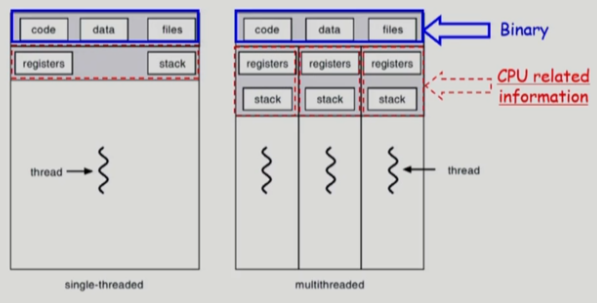 code data files
registers stack
thread
single-threaded
code data files
registers registers registers
stack stack stack
thread
multithreaded
Binary
CPU related
information